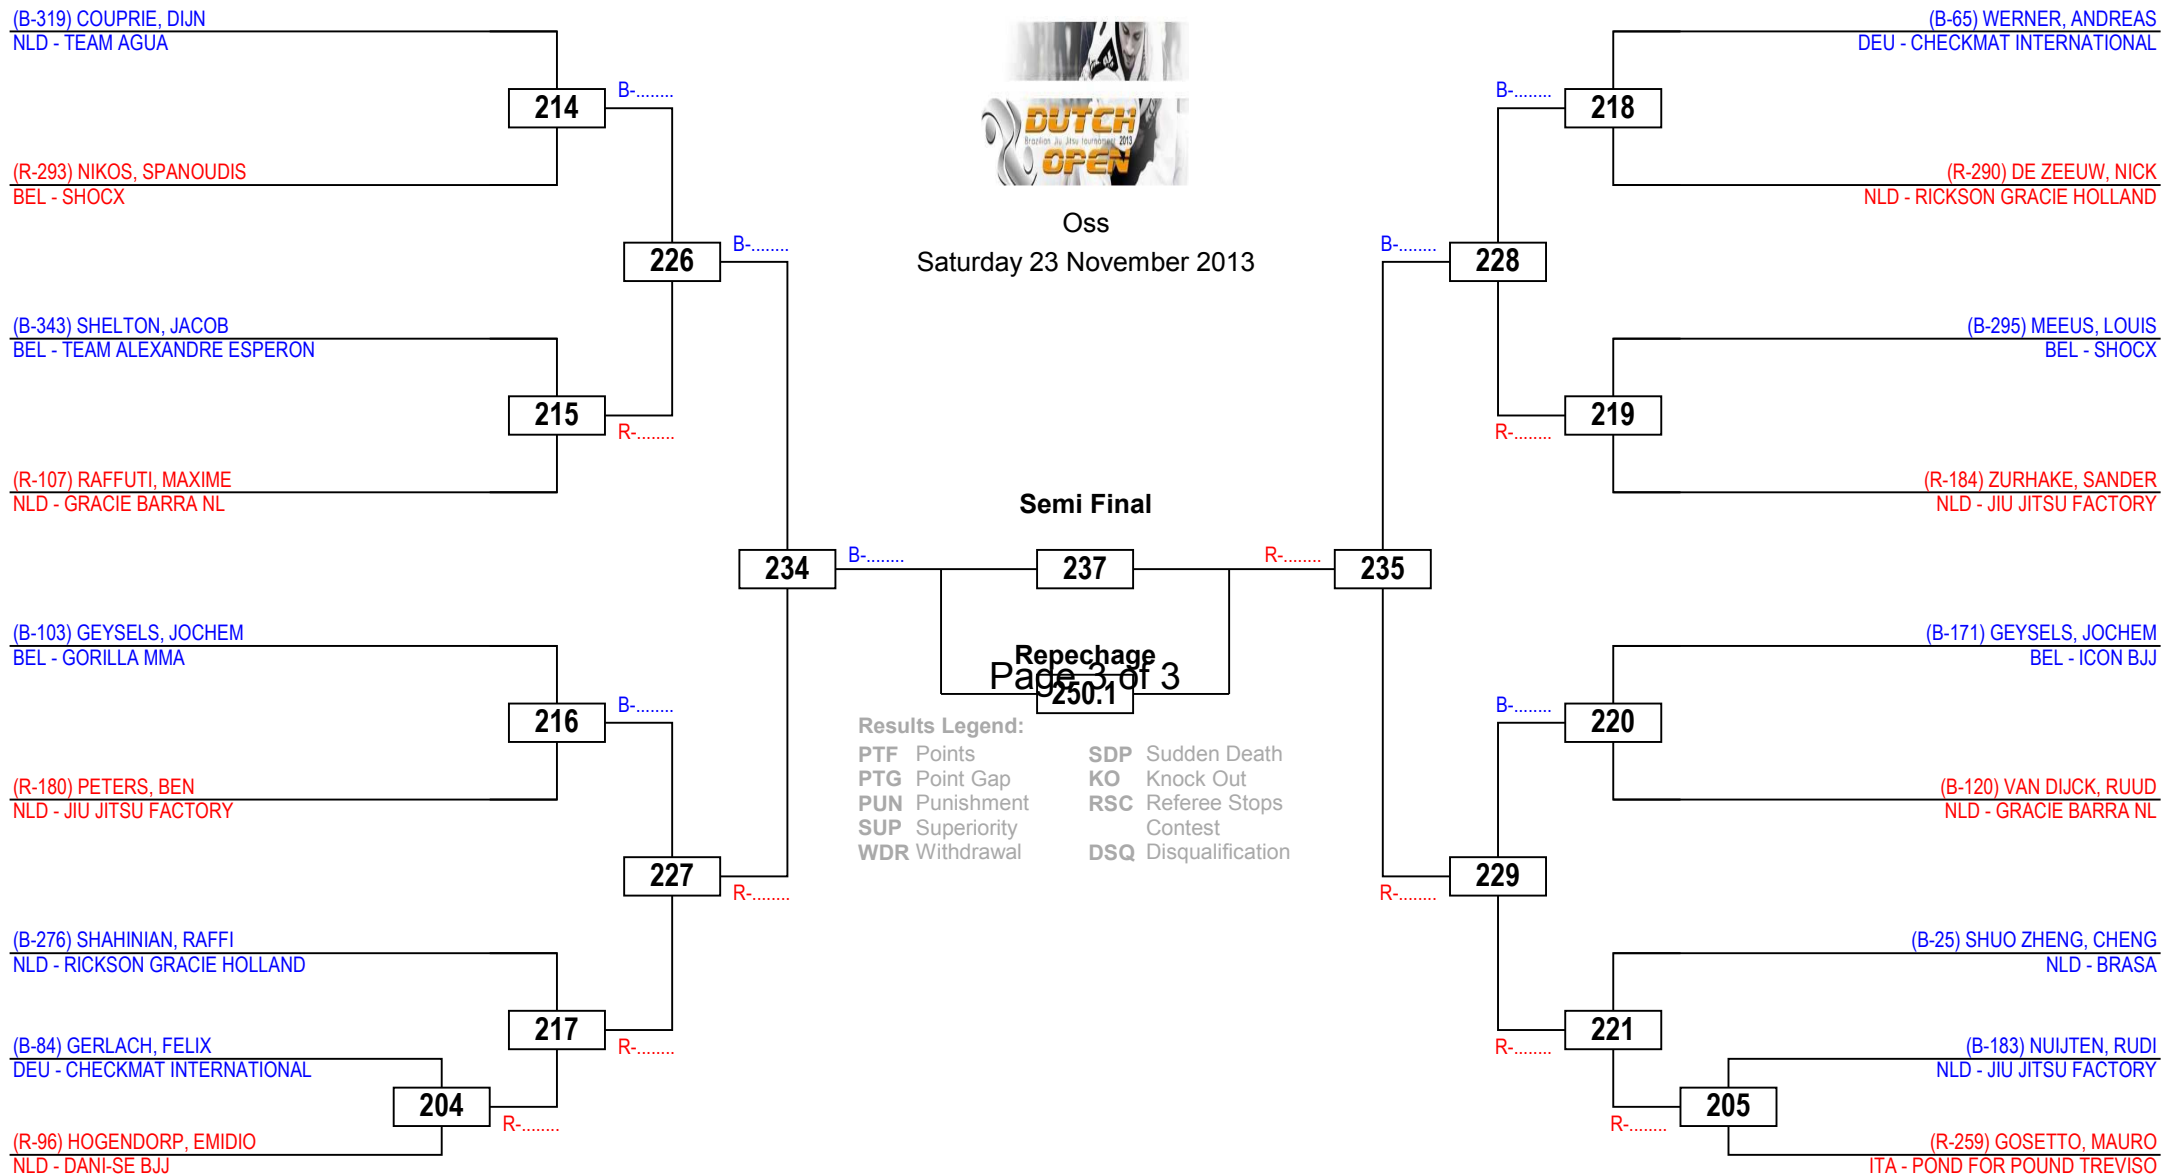 (B-319) COUPRIE, DIJN
NLD - TEAM AGUA
214
B-........
(R-293) NIKOS, SPANOUDIS
BEL - SHOCX
226
B-........
(B-343) SHELTON, JACOB
BEL - TEAM ALEXANDRE ESPERON
215
R-........
(R-107) RAFFUTI, MAXIME
NLD - GRACIE BARRA NL
234
B-........
(B-103) GEYSELS, JOCHEM
BEL - GORILLA MMA
216
B-........
(R-180) PETERS, BEN
NLD - JIU JITSU FACTORY
227
R-........
(B-276) SHAHINIAN, RAFFI
NLD - RICKSON GRACIE HOLLAND
217
R-........
(B-84) GERLACH, FELIX
DEU - CHECKMAT INTERNATIONAL
204
R-........
(R-96) HOGENDORP, EMIDIO
NLD - DANI-SE BJJ
DUTCH
Brazilian Jiu Jitsu tournament 2013
OPEN
Oss
Saturday 23 November 2013
Semi Final
237
Repechage
Page 3 of 3
250.1
Results Legend:
PTF Points
PTG Point Gap
PUN Punishment
SUP Superiority
WDR Withdrawal
SDP Sudden Death
KO Knock Out
RSC Referee Stops
Contest
DSQ Disqualification
(B-65) WERNER, ANDREAS
DEU - CHECKMAT INTERNATIONAL
B-........
218
(R-290) DE ZEEUW, NICK
NLD - RICKSON GRACIE HOLLAND
B-........
228
(B-295) MEEUS, LOUIS
BEL - SHOCX
219
R-........
(R-184) ZURHAKE, SANDER
NLD - JIU JITSU FACTORY
R-........
235
(B-171) GEYSELS, JOCHEM
BEL - ICON BJJ
B-........
220
(B-120) VAN DIJCK, RUUD
NLD - GRACIE BARRA NL
229
R-........
(B-25) SHUO ZHENG, CHENG
NLD - BRASA
221
R-........
(B-183) NUIJTEN, RUDI
NLD - JIU JITSU FACTORY
205
R-........
(R-259) GOSETTO, MAURO
ITA - POND FOR POUND TREVISO